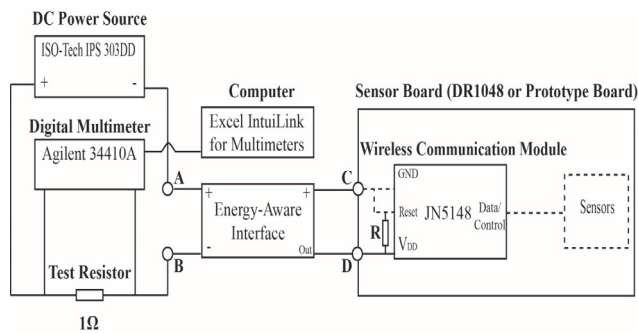 DC Power Source
ISO-Tech IPS 303DD
+
-
Digital Multimeter
Agilent 34410A
Computer
Excel IntuiLink
for Multimeters
Sensor Board (DR1048 or Prototype Board)
Wireless Communication Module
A
B
+
+
Energy-Aware
Interface
-
Out
C
D
GND
Reset
JN5148
Data/
Control
R
VDD
Sensors
Test Resistor
1Ω